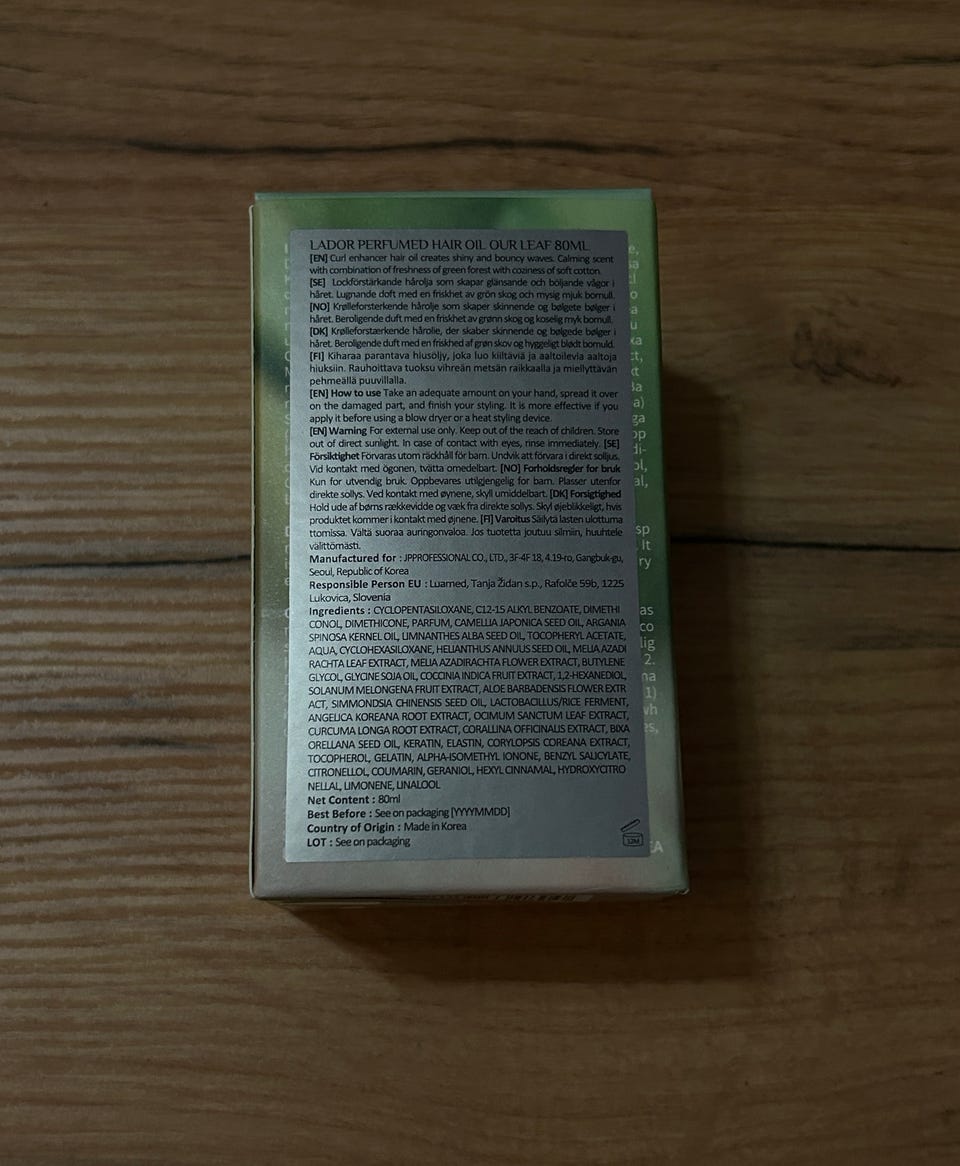 LADOR PERFUMED HAIR OIL OUR LEAF 80ML
[EN] Curl enhancer hair oil creates shiny and bouncy waves. Calming scent
with combination of freshness of green forest with coziness of soft cotton.
[SE] Lockförstärkande hårolja som skapar glänsande och böljande vågor i
håret. Lugnande doft med en friskhet av grön skog och mysig mjuk bomull.
[NO] Krølleforsterkende hårolje som skaper skinnende og bølgete bølger i
håret. Beroligende duft med en friskhet av grønn skog og koselig myk bomull.
[DK] Krølleforstærkende hårolie, der skaber skinnende og bølgede bølger i
håret. Beroligende duft med en friskhed af grøn skov og hyggeligt blødt bomuld.
[FI] Kiharaa parantava hiusöljy, joka luo kiiltäviä ja aaltoilevia aaltoja
hiuksiin. Rauhoittava tuoksu vihreän metsän raikkaalla ja miellyttävän
pehmeällä puuvillalla.
[EN] How to use Take an adequate amount on your hand, spread it over
on the damaged part, and finish your styling. It is more effective if you
apply it before using a blow dryer or a heat styling device.
[EN] Warning For external use only. Keep out of the reach of children. Store
out of direct sunlight. In case of contact with eyes, rinse immediately. [SE]
Försiktighet Förvaras utom räckhåll för barn. Undvik att förvara i direkt solljus.
Vid kontakt med ögonen, tvätta omedelbart. [NO] Forholdsregler for bruk
Kun for utvendig bruk. Oppbevares utilgjengelig for barn. Plasser utenfor
direkte sollys. Ved kontakt med øynene, skyll umiddelbart. [DK] Forsigtighed
Hold ude af børns rækkevidde og væk fra direkte sollys. Skyl øjeblikkeligt, hvis
produktet kommer i kontakt med øjnene. [FI] Varoitus Säilytä lasten ulottuma
ttomissa. Vältä suoraa auringonvaloa. Jos tuotetta joutuu silmiin, huuhtele
välittömästi.
Manufactured for : JPPROFESSIONAL CO., LTD., 3F-4F 18, 4.19-ro, Gangbuk-gu,
Seoul, Republic of Korea
Responsible Person EU : Luamed, Tanja Židan s.p., Rafolče 59b, 1225
Lukovica, Slovenia
Ingredients : CYCLOPENTASILOXANE, C12-15 ALKYL BENZOATE, DIMETHI
CONOL, DIMETHICONE, PARFUM, CAMELLIA JAPONICA SEED OIL, ARGANIA
SPINOSA KERNEL OIL, LIMNANTHES ALBA SEED OIL, TOCOPHERYL ACETATE,
AQUA, CYCLOHEXASILOXANE, HELIANTHUS ANNUUS SEED OIL, MELIA AZADI
RACHTA LEAF EXTRACT, MELIA AZADIRACHTA FLOWER EXTRACT, BUTYLENE
GLYCOL, GLYCINE SOJA OIL, COCCINIA INDICA FRUIT EXTRACT, 1,2-HEXANEDIOL,
SOLANUM MELONGENA FRUIT EXTRACT, ALOE BARBADENSIS FLOWER EXTR
ACT, SIMMONDSIA CHINENSIS SEED OIL, LACTOBACILLUS/RICE FERMENT,
ANGELICA KOREANA ROOT EXTRACT, OCIMUM SANCTUM LEAF EXTRACT,
CURCUMA LONGA ROOT EXTRACT, CORALLINA OFFICINALIS EXTRACT, BIXA
ORELLANA SEED OIL, KERATIN, ELASTIN, CORYLOPSIS COREANA EXTRACT,
TOCOPHEROL, GELATIN, ALPHA-ISOMETHYL IONONE, BENZYL SALICYLATE,
CITRONELLOL, COUMARIN, GERANIOL, HEXYL CINNAMAL, HYDROXYCITRO
NELLAL, LIMONENE, LINALOOL
Net Content : 80ml
Best Before : See on packaging [YYYYMMDD]
Country of Origin : Made in Korea
LOT : See on packaging
12M